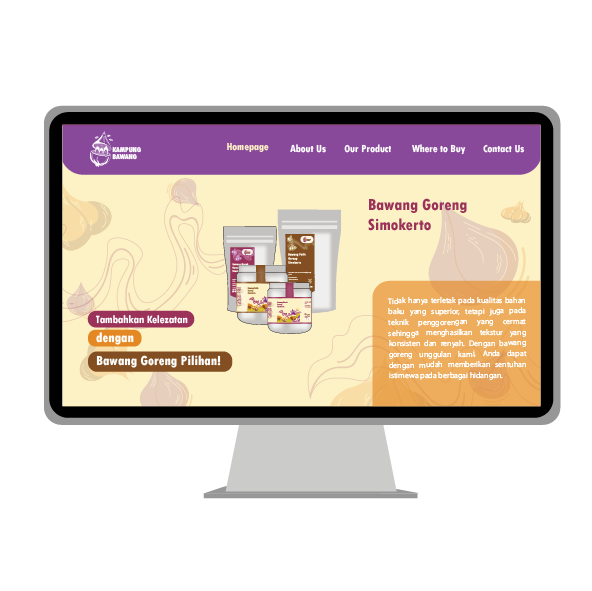 KAMPUNG
BAWANG
Homepage
About Us
Our Product
Where to Buy
Contact Us
Bawang Goreng
Simokerto
Tambahkan Kelezatan
dengan
Bawang Goreng Pilihan!
Tidak hanya terletak pada kualitas bahan
baku yang superior, tetapi juga pada
teknik penggorengan yang cermat
sehingga menghasilkan tekstur yang
konsisten dan renyah. Dengan bawang
goreng unggulan kami, Anda dapat
dengan mudah memberikan sentuhan
istimewa pada berbagai hidangan.